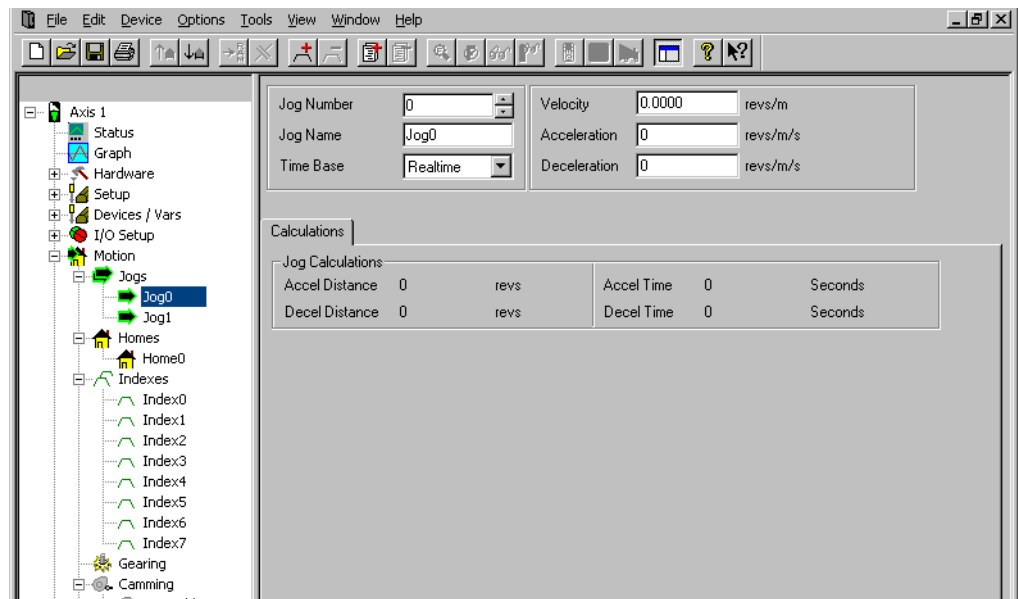 File Edit Device Options Tools View Window Help
Axis 1
Status
Graph
Hardware
Setup
Devices / Vars
I/O Setup
Motion
Jogs
Jog0
Jog1
Homes
Home0
Indexes
Index0
Index1
Index2
Index3
Index4
Index5
Index6
Index7
Gearing
Camming
Jog Number 0
Jog Name Jog0
Time Base Realtime
Velocity 0.0000 revs/m
Acceleration 0 revs/m/s
Deceleration 0 revs/m/s
Calculations
Jog Calculations
Accel Distance 0 revs Accel Time 0 Seconds
Decel Distance 0 revs Decel Time 0 Seconds